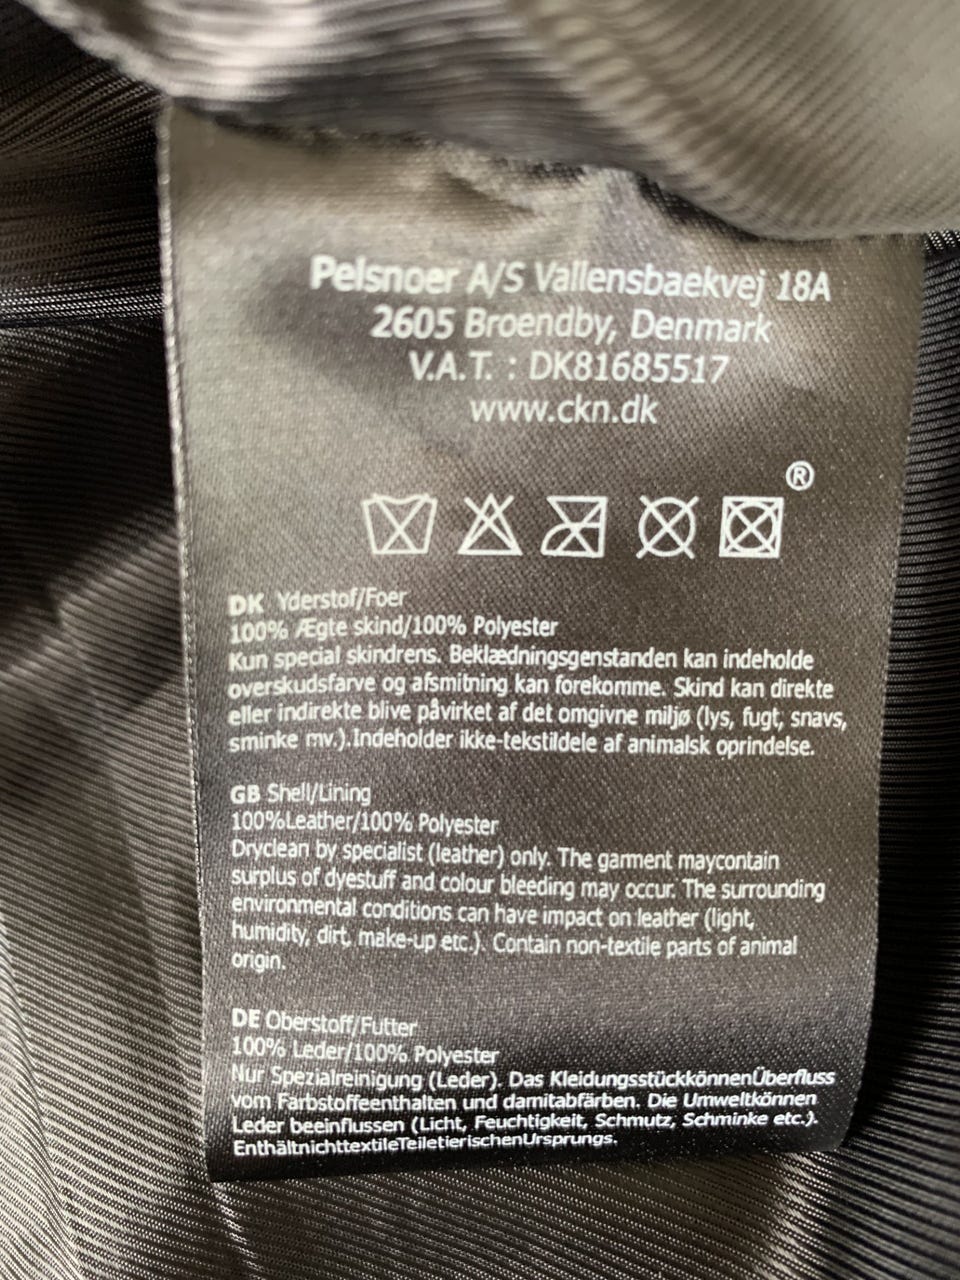 Pelsnoer A/S Vallensbaekvej 18A
2605 Broendby, Denmark
V.A.T. : DK81685517
www.ckn.dk
®
DK Yderstof/Foer
100% Ægte skind/100% Polyester
Kun special skindrens. Beklædningsgenstanden kan indeholde
overskudsfarve og afsmitning kan forekomme. Skind kan direkte
eller indirekte blive påvirket af det omgivne miljø (lys, fugt, snavs,
sminke mv.).Indeholder ikke-tekstildele af animalsk oprindelse.
GB Shell/Lining
100%Leather/100% Polyester
Dryclean by specialist (leather) only. The garment maycontain
surplus of dyestuff and colour bleeding may occur. The surrounding
environmental conditions can have impact on leather (light,
humidity, dirt, make-up etc.). Contain non-textile parts of animal
origin.
DE Oberstoff/Futter
100% Leder/100% Polyester
Nur Spezialreinigung (Leder). Das KleidungsstückkönnenÜberfluss
vom Farbstoffeenthalten und damitabfärben. Die Umweltkönnen
Leder beeinflussen (Licht, Feuchtigkeit, Schmutz, Schminke etc.).
EnthältnichttextileTeiletierischenUrsprungs.